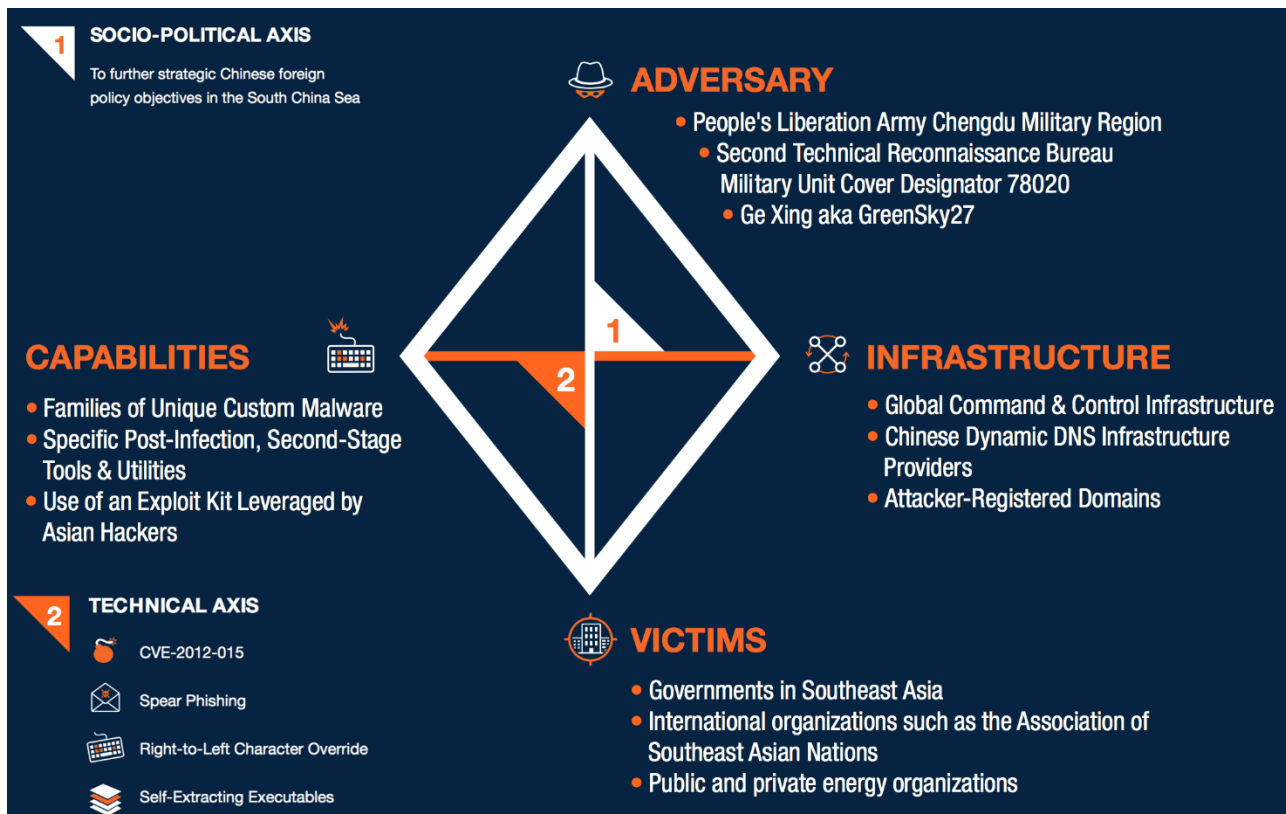 1
SOCIO-POLITICAL AXIS
To further strategic Chinese foreign
policy objectives in the South China Sea
ADVERSARY
• People's Liberation Army Chengdu Military Region
• Second Technical Reconnaissance Bureau
Military Unit Cover Designator 78020
• Ge Xing aka GreenSky27
1
2
CAPABILITIES
• Families of Unique Custom Malware
• Specific Post-Infection, Second-Stage
Tools & Utilities
• Use of an Exploit Kit Leveraged by
Asian Hackers
INFRASTRUCTURE
• Global Command & Control Infrastructure
• Chinese Dynamic DNS Infrastructure
Providers
• Attacker-Registered Domains
2
TECHNICAL AXIS
CVE-2012-015
Spear Phishing
Right-to-Left Character Override
Self-Extracting Executables
VICTIMS
• Governments in Southeast Asia
• International organizations such as the Association of
Southeast Asian Nations
• Public and private energy organizations